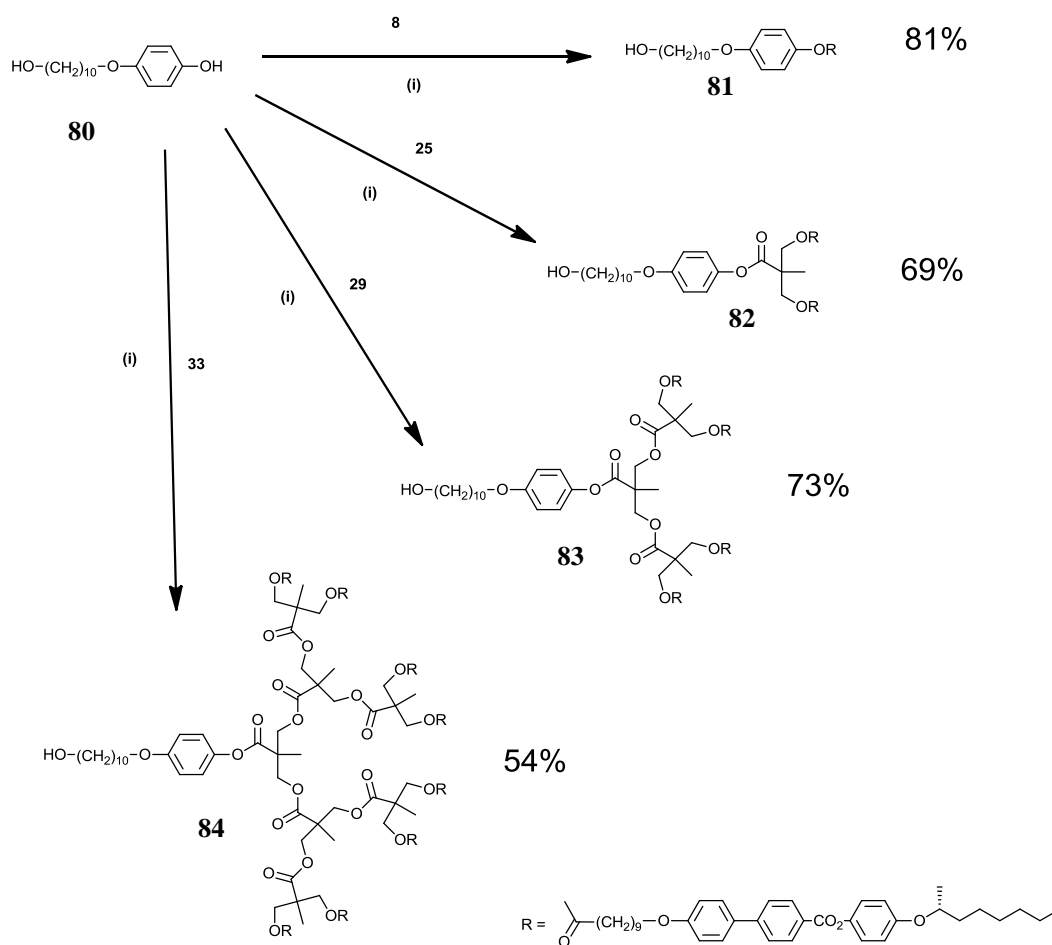 8
HO-(CH2)10-O OH
HO-(CH2)10-O OR
81%
(i)
81
80
25
(i)
O OR
HO-(CH2)10-O O
69%
OR
82
29
(i)
(i)
33
OR
O OR
O
O
HO-(CH2)10-O O
73%
O
O OR
83
OR
OR
OR
O
O
OR
O O
O OR
O
O
HO-(CH2)10-O O
54%
O
O OR
O
O
OR
84
O
O
OR
OR
R =
O
(CH2)9-O
CO2
O